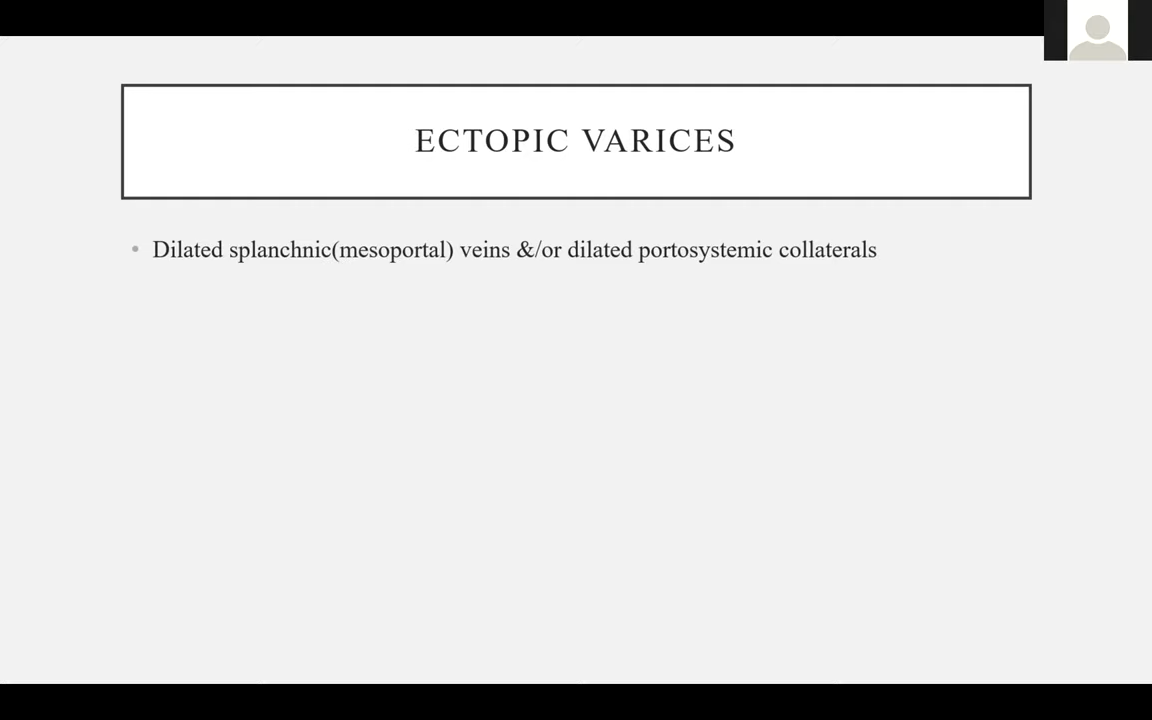 ECTOPIC VARICES
• Dilated splanchnic(mesoportal) veins &/or dilated portosystemic collaterals